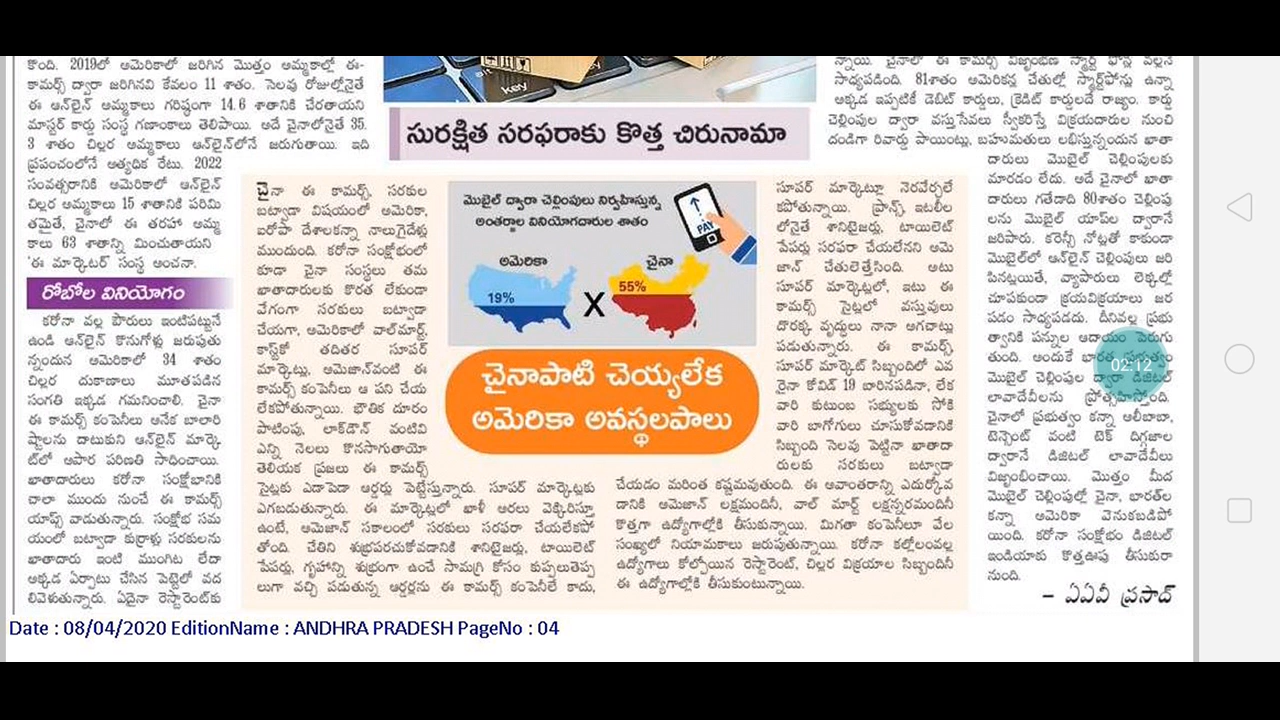 కొంది. 2019లో అమెరికాలో జరిగిన మొత్తం అమ్మకాల్లో ఈ-
కామర్స్ ద్వారా జరిగినవి కేవలం 11 శాతం. సెలవు రోజుల్లోనైతే
ఈ ఆన్‌లైన్ అమ్మకాలు గరిష్ఠంగా 14.6 శాతానికి చేరతాయని
మాస్టర్ కార్డు సంస్థ గణాంకాలు తెలిపాయి. అదే చైనాలోనైతే 35.
3 శాతం చిల్లర అమ్మకాలు ఆన్‌లైన్‌లోనే జరుగుతాయి. ఇది
ప్రపంచంలోనే అత్యధిక రేటు. 2022
సంవత్సరానికి అమెరికాలో ఆన్‌లైన్
చిల్లర అమ్మకాలు 15 శాతానికి పరిమి
తమైతే, చైనాలో ఈ తరహా అమ్మ
కాలు 63 శాతాన్ని మించుతాయని
'ఈ మార్కెటర్' సంస్థ అంచనా.
రోబోల వినియోగం
కరోనా వల్ల పౌరులు ఇంటిపట్టునే
ఉండి ఆన్‌లైన్ కొనుగోళ్లు జరుపుతు
న్నందున అమెరికాలో 34 శాతం
చిల్లర దుకాణాలు మూతపడిన
సంగతి ఇక్కడ గమనించాలి. చైనా
ఈ కామర్స్ కంపెనీలు అనేక బాలారి
ష్టాలను దాటుకుని ఆన్‌లైన్ మార్కె
ట్‌లో అపార పరిణతి సాధించాయి.
ఖాతాదారులు కరోనా సంక్షోభానికి
చాలా ముందు నుంచే ఈ కామర్స్
యాప్స్ వాడుతున్నారు. సంక్షోభ సమ
యంలో బట్వాడా కుర్రాళ్లు సరకులను
ఖాతాదారు ఇంటి ముంగిట లేదా
అక్కడ ఏర్పాటు చేసిన పెట్టెలో వద
లివెళుతున్నారు. ఏదైనా రెస్టారెంట్‌కు
key
సురక్షిత సరఫరాకు కొత్త చిరునామా
చైనా ఈ కామర్స్ సరకుల
బట్వాడా విషయంలో అమెరికా,
ఐరోపా దేశాలకన్నా నాలుగైదేళ్లు
ముందుంది. కరోనా సంక్షోభంలో
కూడా చైనా సంస్థలు తమ
ఖాతాదారులకు కొరత లేకుండా
వేగంగా సరకులు బట్వాడా
చేయగా, అమెరికాలో వాల్‌మార్ట్,
కాస్ట్‌కో తదితర సూపర్
మార్కెట్లు, అమెజాన్‌వంటి ఈ
కామర్స్ కంపెనీలు ఆ పని చేయ
లేకపోతున్నాయి. భౌతిక దూరం
పాటింపు, లాక్‌డౌన్ వంటివి
ఎన్ని నెలలు కొనసాగుతాయో
తెలియక ప్రజలు ఈ కామర్స్
సైట్లకు ఎడాపెడా ఆర్డర్లు పెట్టేస్తున్నారు. సూపర్ మార్కెట్లకు
ఎగబడుతున్నారు. ఈ మార్కెట్లలో ఖాళీ అరలు వెక్కిరిస్తూ
ఉంటే, అమెజాన్ సకాలంలో సరకులు సరఫరా చేయలేకపో
తోంది. చేతిని శుభ్రపరచుకోవడానికి శానిటైజర్లు, టాయిలెట్
పేపర్లు, గృహాన్ని శుభ్రంగా ఉంచే సామగ్రి కోసం కుప్పలుతెప్ప
లుగా వచ్చి పడుతున్న ఆర్డర్లను ఈ కామర్స్ కంపెనీలే కాదు,
మొబైల్ ద్వారా చెల్లింపులు నిర్వహిస్తున్న
అంతర్జాల వినియోగదారుల శాతం
PAY
అమెరికా
చైనా
19%
X
55%
చైనాపాటి చెయ్యలేక
అమెరికా అవస్థలపాలు
సూపర్ మార్కెట్లూ నెరవేర్చలే
కపోతున్నాయి. ఫ్రాన్స్, ఇటలీల
లోనైతే శానిటైజర్లు, టాయిలెట్
పేపర్లు సరఫరా చేయలేనని అమె
జాన్ చేతులెత్తేసింది. అటు
సూపర్ మార్కెట్లలో, ఇటు ఈ
కామర్స్ సైట్లలో వస్తువులు
దొరక్క వృద్ధులు నానా అగచాట్లు
పడుతున్నారు. ఈ కామర్స్,
సూపర్ మార్కెట్ సిబ్బందిలో ఎవ
రైనా కోవిడ్ 19 బారినపడినా, లేక
వారి కుటుంబ సభ్యులకు సోకి
వారి బాగోగులు చూసుకోవడానికి
సిబ్బంది సెలవు పెట్టినా ఖాతాదా
రులకు సరకులు బట్వాడా
చేయడం మరింత కష్టమవుతుంది. ఈ అవాంతరాన్ని ఎదుర్కోవ
డానికి అమెజాన్ లక్షమందినీ, వాల్ మార్ట్ లక్షన్నరమందినీ
కొత్తగా ఉద్యోగాల్లోకి తీసుకున్నాయి. మిగతా కంపెనీలూ వేల
సంఖ్యలో నియామకాలు జరుపుతున్నాయి. కరోనా కల్లోలంవల్ల
ఉద్యోగాలు కోల్పోయిన రెస్టారెంట్, చిల్లర విక్రయాల సిబ్బందినీ
ఈ ఉద్యోగాల్లోకి తీసుకుంటున్నాయి.
న్నాయి. చైనాలో ఈ కామర్స్ విజృంభణ స్మార్ట్ ఫోన్ల వల్లనే
సాధ్యపడింది. 81శాతం అమెరికన్ల చేతుల్లో స్మార్ట్‌ఫోన్లు ఉన్నా
అక్కడ ఇప్పటికే డెబిట్ కార్డులు, క్రెడిట్ కార్డులదే రాజ్యం. కార్డు
చెల్లింపుల ద్వారా వస్తుసేవలు స్వీకరిస్తే విక్రయదారుల నుంచి
దండిగా రివార్డు పాయింట్లు, బహుమతులు లభిస్తున్నందున ఖాతా
దారులు మొబైల్ చెల్లింపులకు
మారడం లేదు. అదే చైనాలో ఖాతా
దారులు గతేడాది 80శాతం చెల్లింపు
లను మొబైల్ యాప్‌ల ద్వారానే
జరిపారు. కరెన్సీ నోట్లతో కాకుండా
మొబైల్‌లో ఆన్‌లైన్ చెల్లింపులు జరి
పినట్లయితే, వ్యాపారులు లెక్కల్లో
చూపకుండా క్రయవిక్రయాలు జర
పడం సాధ్యపడదు. దీనివల్ల ప్రభు
త్వానికి పన్నుల ఆదాయం పెరుగు
తుంది. అందుకే భారత ప్రభుత్వం
మొబైల్ చెల్లింపుల ద్వారా డిజిటల్
లావాదేవీలను ప్రోత్సహిస్తోంది.
చైనాలో ప్రభుత్వం కన్నా అలీబాబా,
టెన్సెంట్ వంటి టెక్ దిగ్గజాల
ద్వారానే డిజిటల్ లావాదేవీలు
విజృంభించాయి. మొత్తం మీద
మొబైల్ చెల్లింపుల్లో చైనా, భారత్‌ల
కన్నా అమెరికా వెనుకబడిపో
యింది. కరోనా సంక్షోభం డిజిటల్
ఇండియాకు కొత్తఊపు తీసుకురా
నుంది.
– ఏఏవీ ప్రసాద్
02:12
Date : 08/04/2020 EditionName : ANDHRA PRADESH PageNo : 04